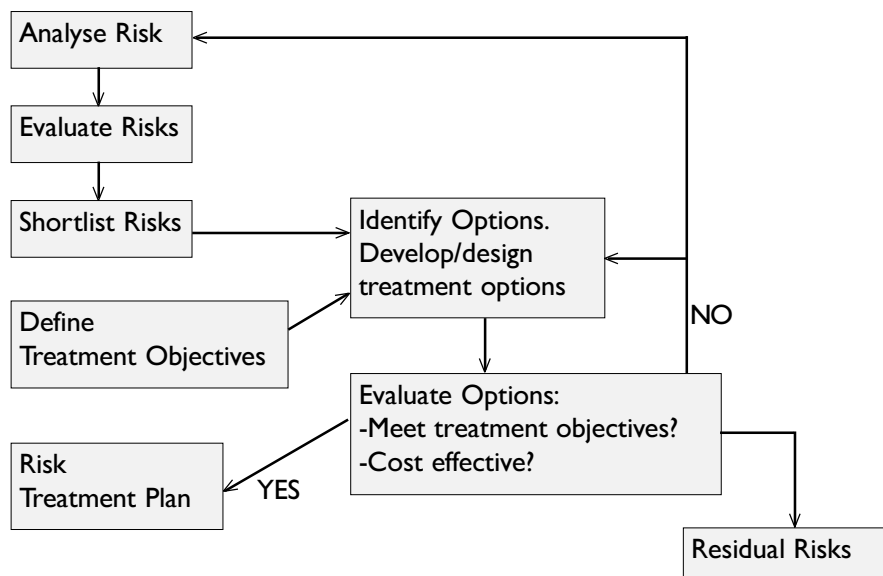 Analyse Risk
Evaluate Risks
Shortlist Risks
Identify Options.
Develop/design
treatment options
Define
Treatment Objectives
NO
Evaluate Options:
-Meet treatment objectives?
-Cost effective?
Risk
Treatment Plan
YES
Residual Risks